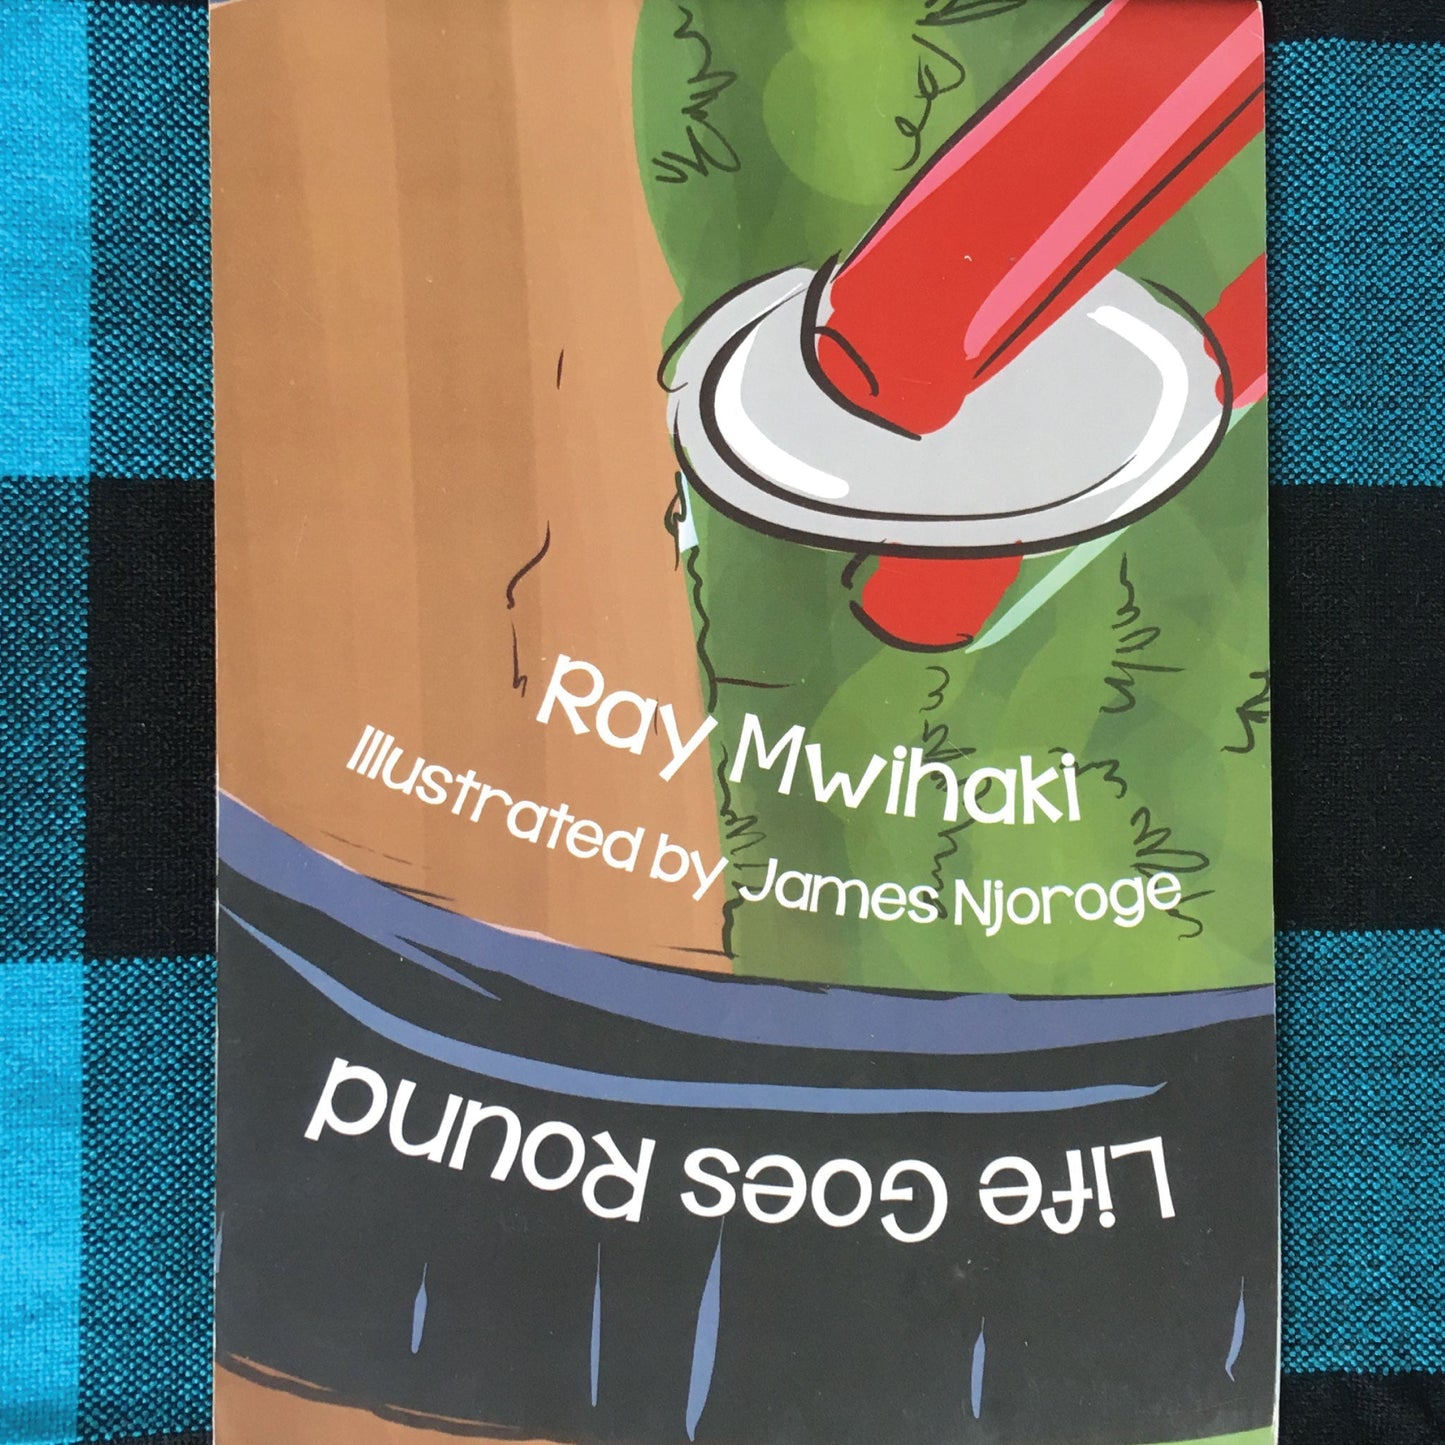 Ray Mwihaki
Illustrated by James Njoroge
Life Goes Round